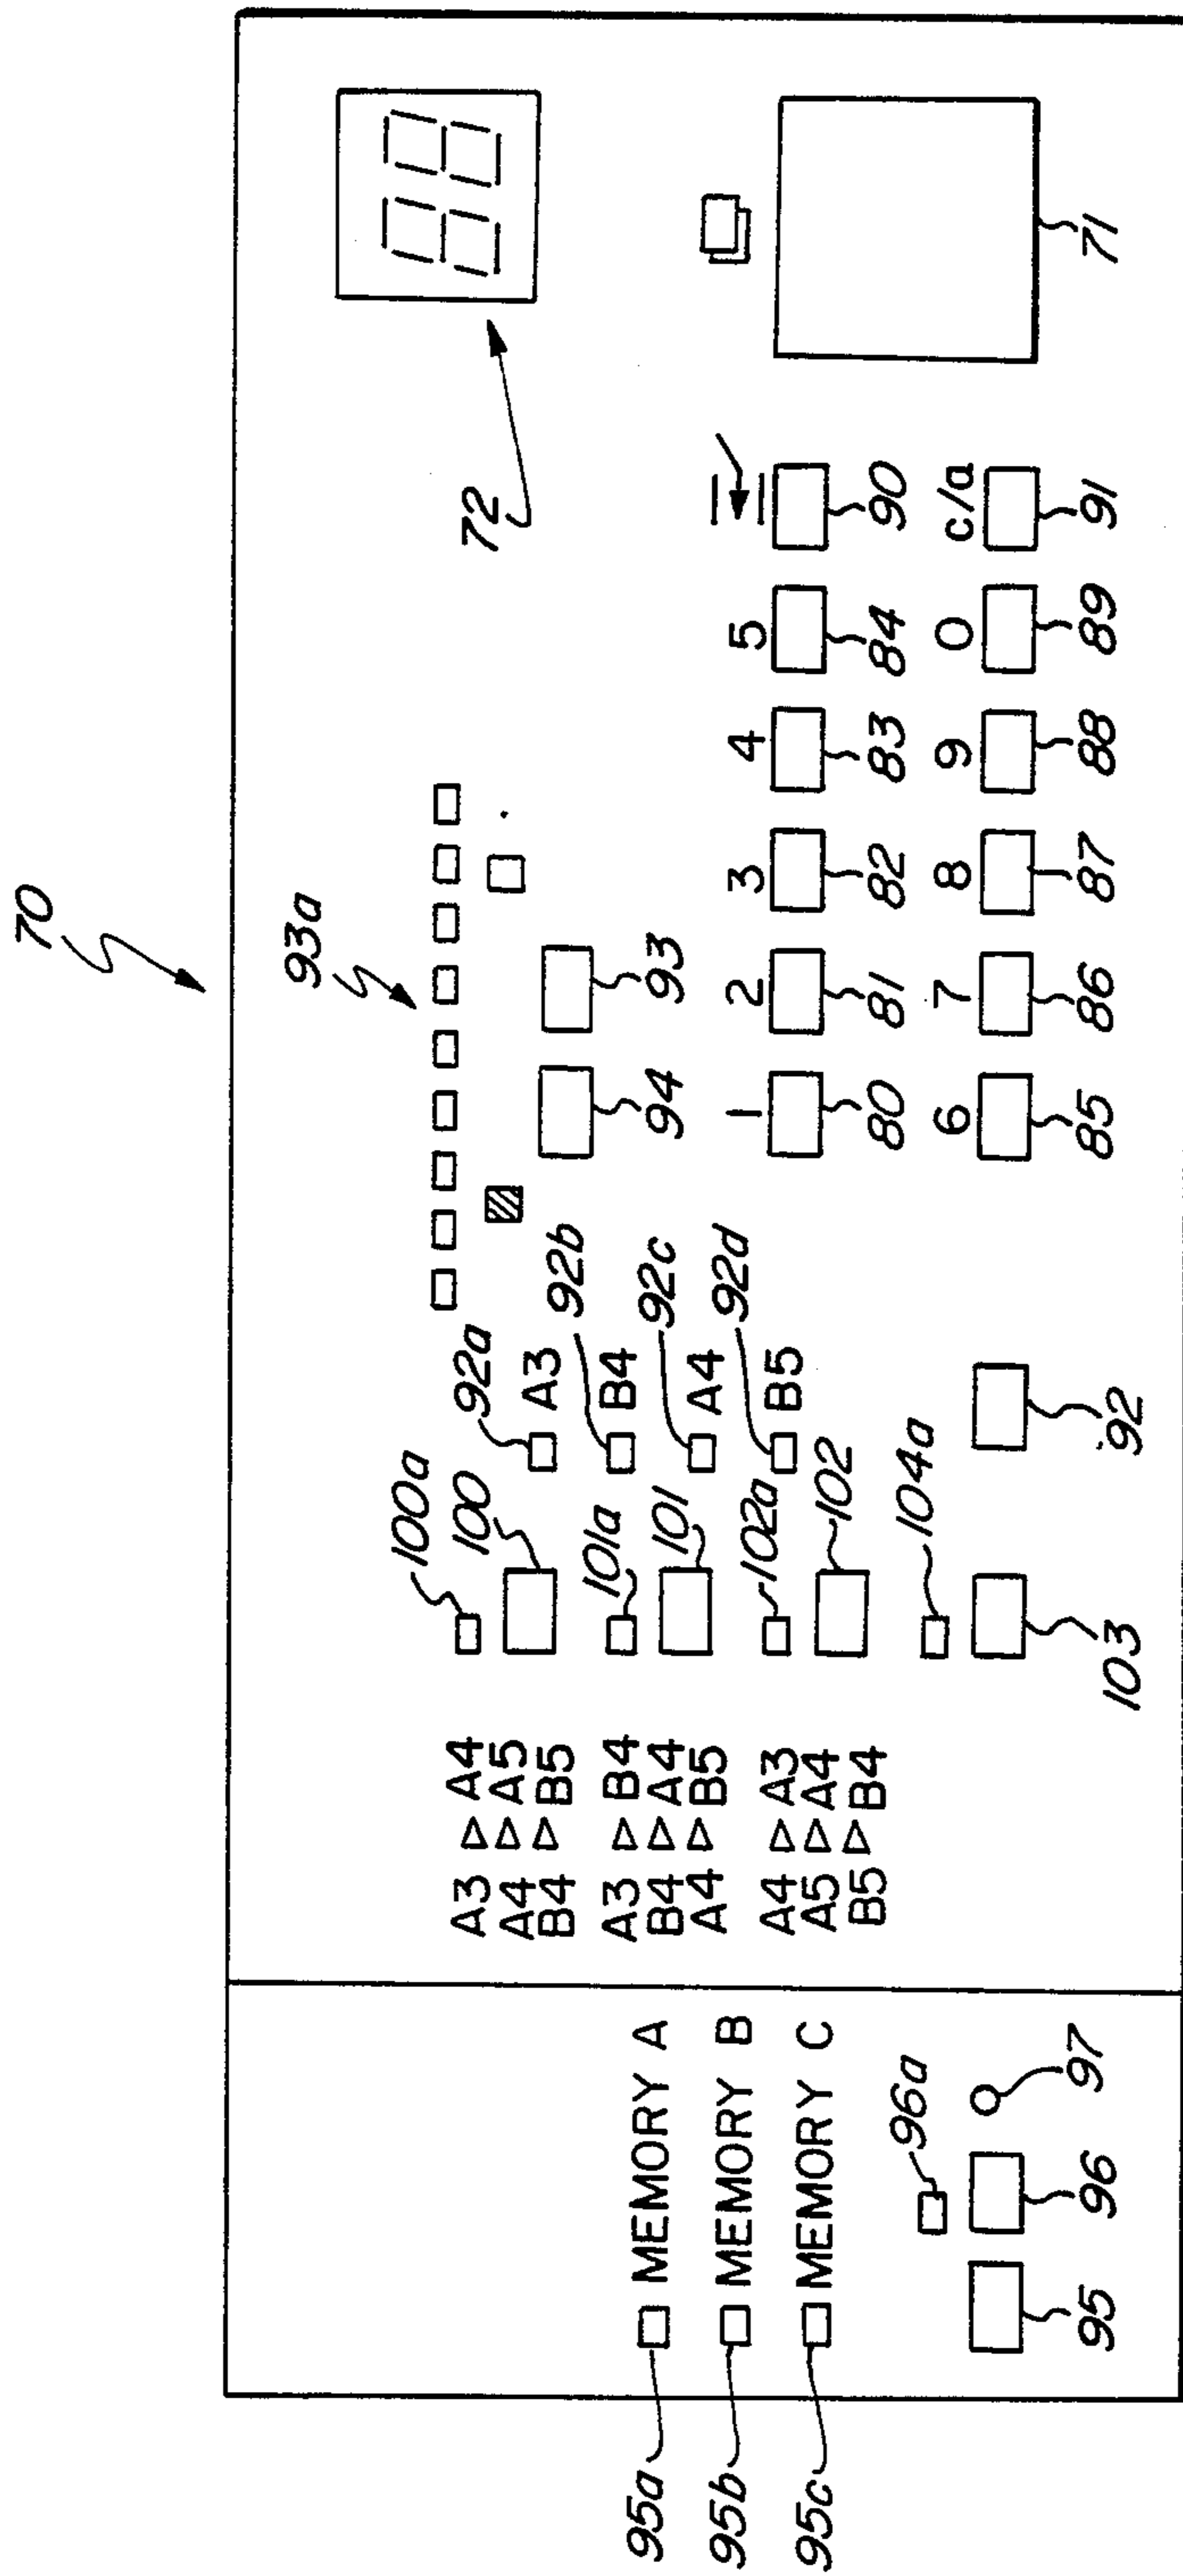 70
93a
72
100a
100
92a
A3
A3 ▷ A4
A4 ▷ A5
B4 ▷ B5
101a
101
92b
B4
94
93
A3 ▷ B4
B4 ▷ A4
A4 ▷ B5
92c
A4
95a
MEMORY A
102a
102
92d
B5
1 2 3 4 5
A4 ▷ A3
A5 ▷ A4
B5 ▷ B4
80 81 82 83 84 90
95b
MEMORY B
95c
MEMORY C
96a
104a
6 7 8 9 0 c/a
95 96 97
103
92
85 86 87 88 89 91
71